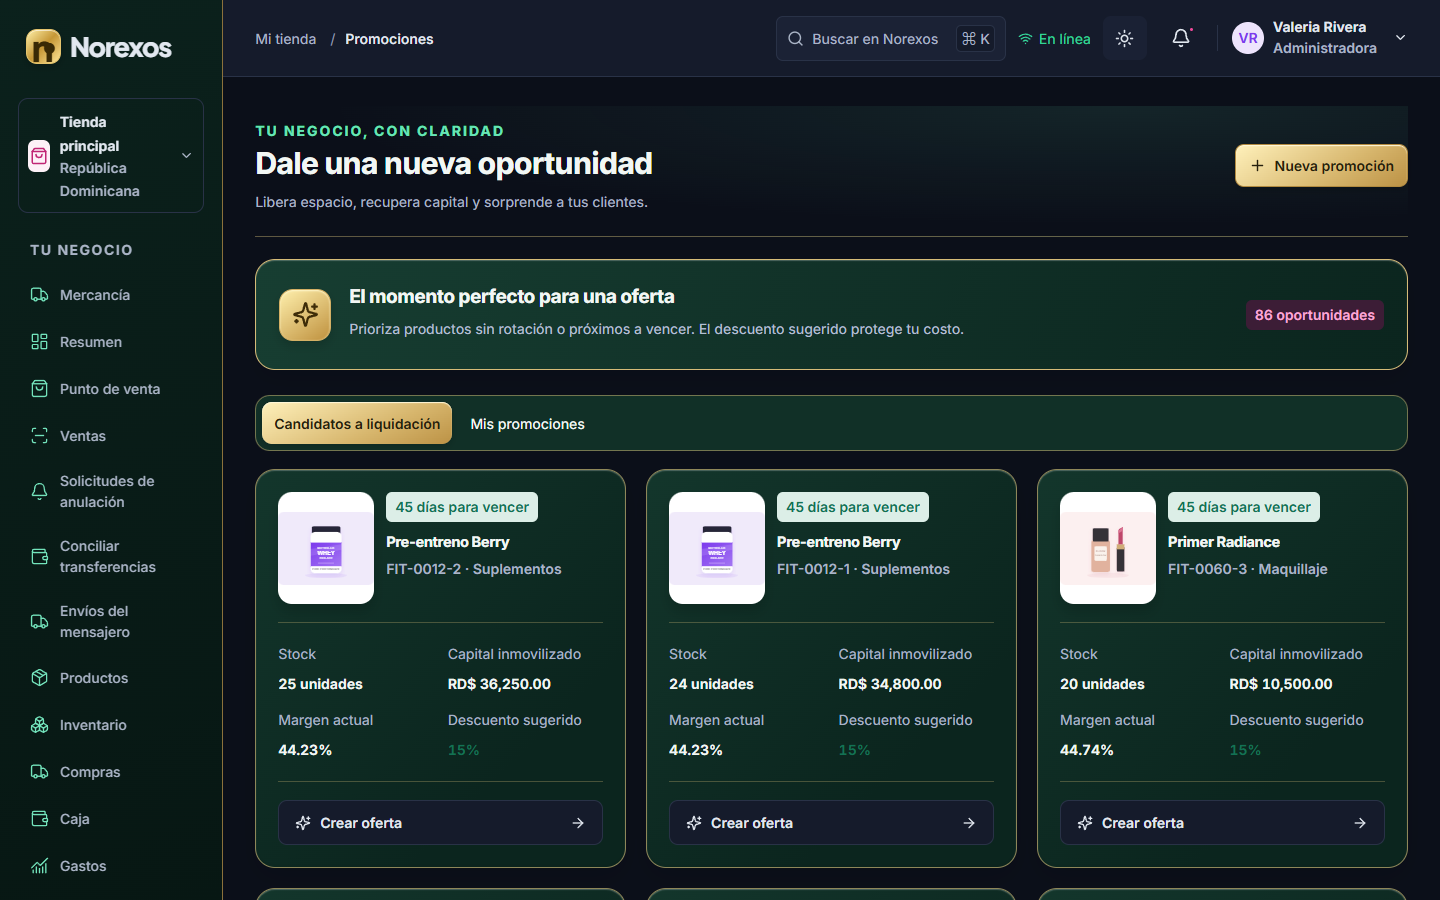 Norexos
Tienda
principal
República
Dominicana
TU NEGOCIO
Mercancía
Resumen
Punto de venta
Ventas
Solicitudes de
anulación
Conciliar
transferencias
Envíos del
mensajero
Productos
Inventario
Compras
Caja
Gastos
Mi tienda / Promociones
Buscar en Norexos ⌘ K
En línea
VR
Valeria Rivera
Administradora
TU NEGOCIO, CON CLARIDAD
Dale una nueva oportunidad
Libera espacio, recupera capital y sorprende a tus clientes.
Nueva promoción
El momento perfecto para una oferta
Prioriza productos sin rotación o próximos a vencer. El descuento sugerido protege tu costo.
86 oportunidades
Candidatos a liquidación
Mis promociones
45 días para vencer
Pre-entreno Berry
FIT-0012-2 · Suplementos
WHEY
Stock
Capital inmovilizado
25 unidades
RD$ 36,250.00
Margen actual
Descuento sugerido
44.23%
15%
Crear oferta
45 días para vencer
Pre-entreno Berry
FIT-0012-1 · Suplementos
WHEY
Stock
Capital inmovilizado
24 unidades
RD$ 34,800.00
Margen actual
Descuento sugerido
44.23%
15%
Crear oferta
45 días para vencer
Primer Radiance
FIT-0060-3 · Maquillaje
Stock
Capital inmovilizado
20 unidades
RD$ 10,500.00
Margen actual
Descuento sugerido
44.74%
15%
Crear oferta